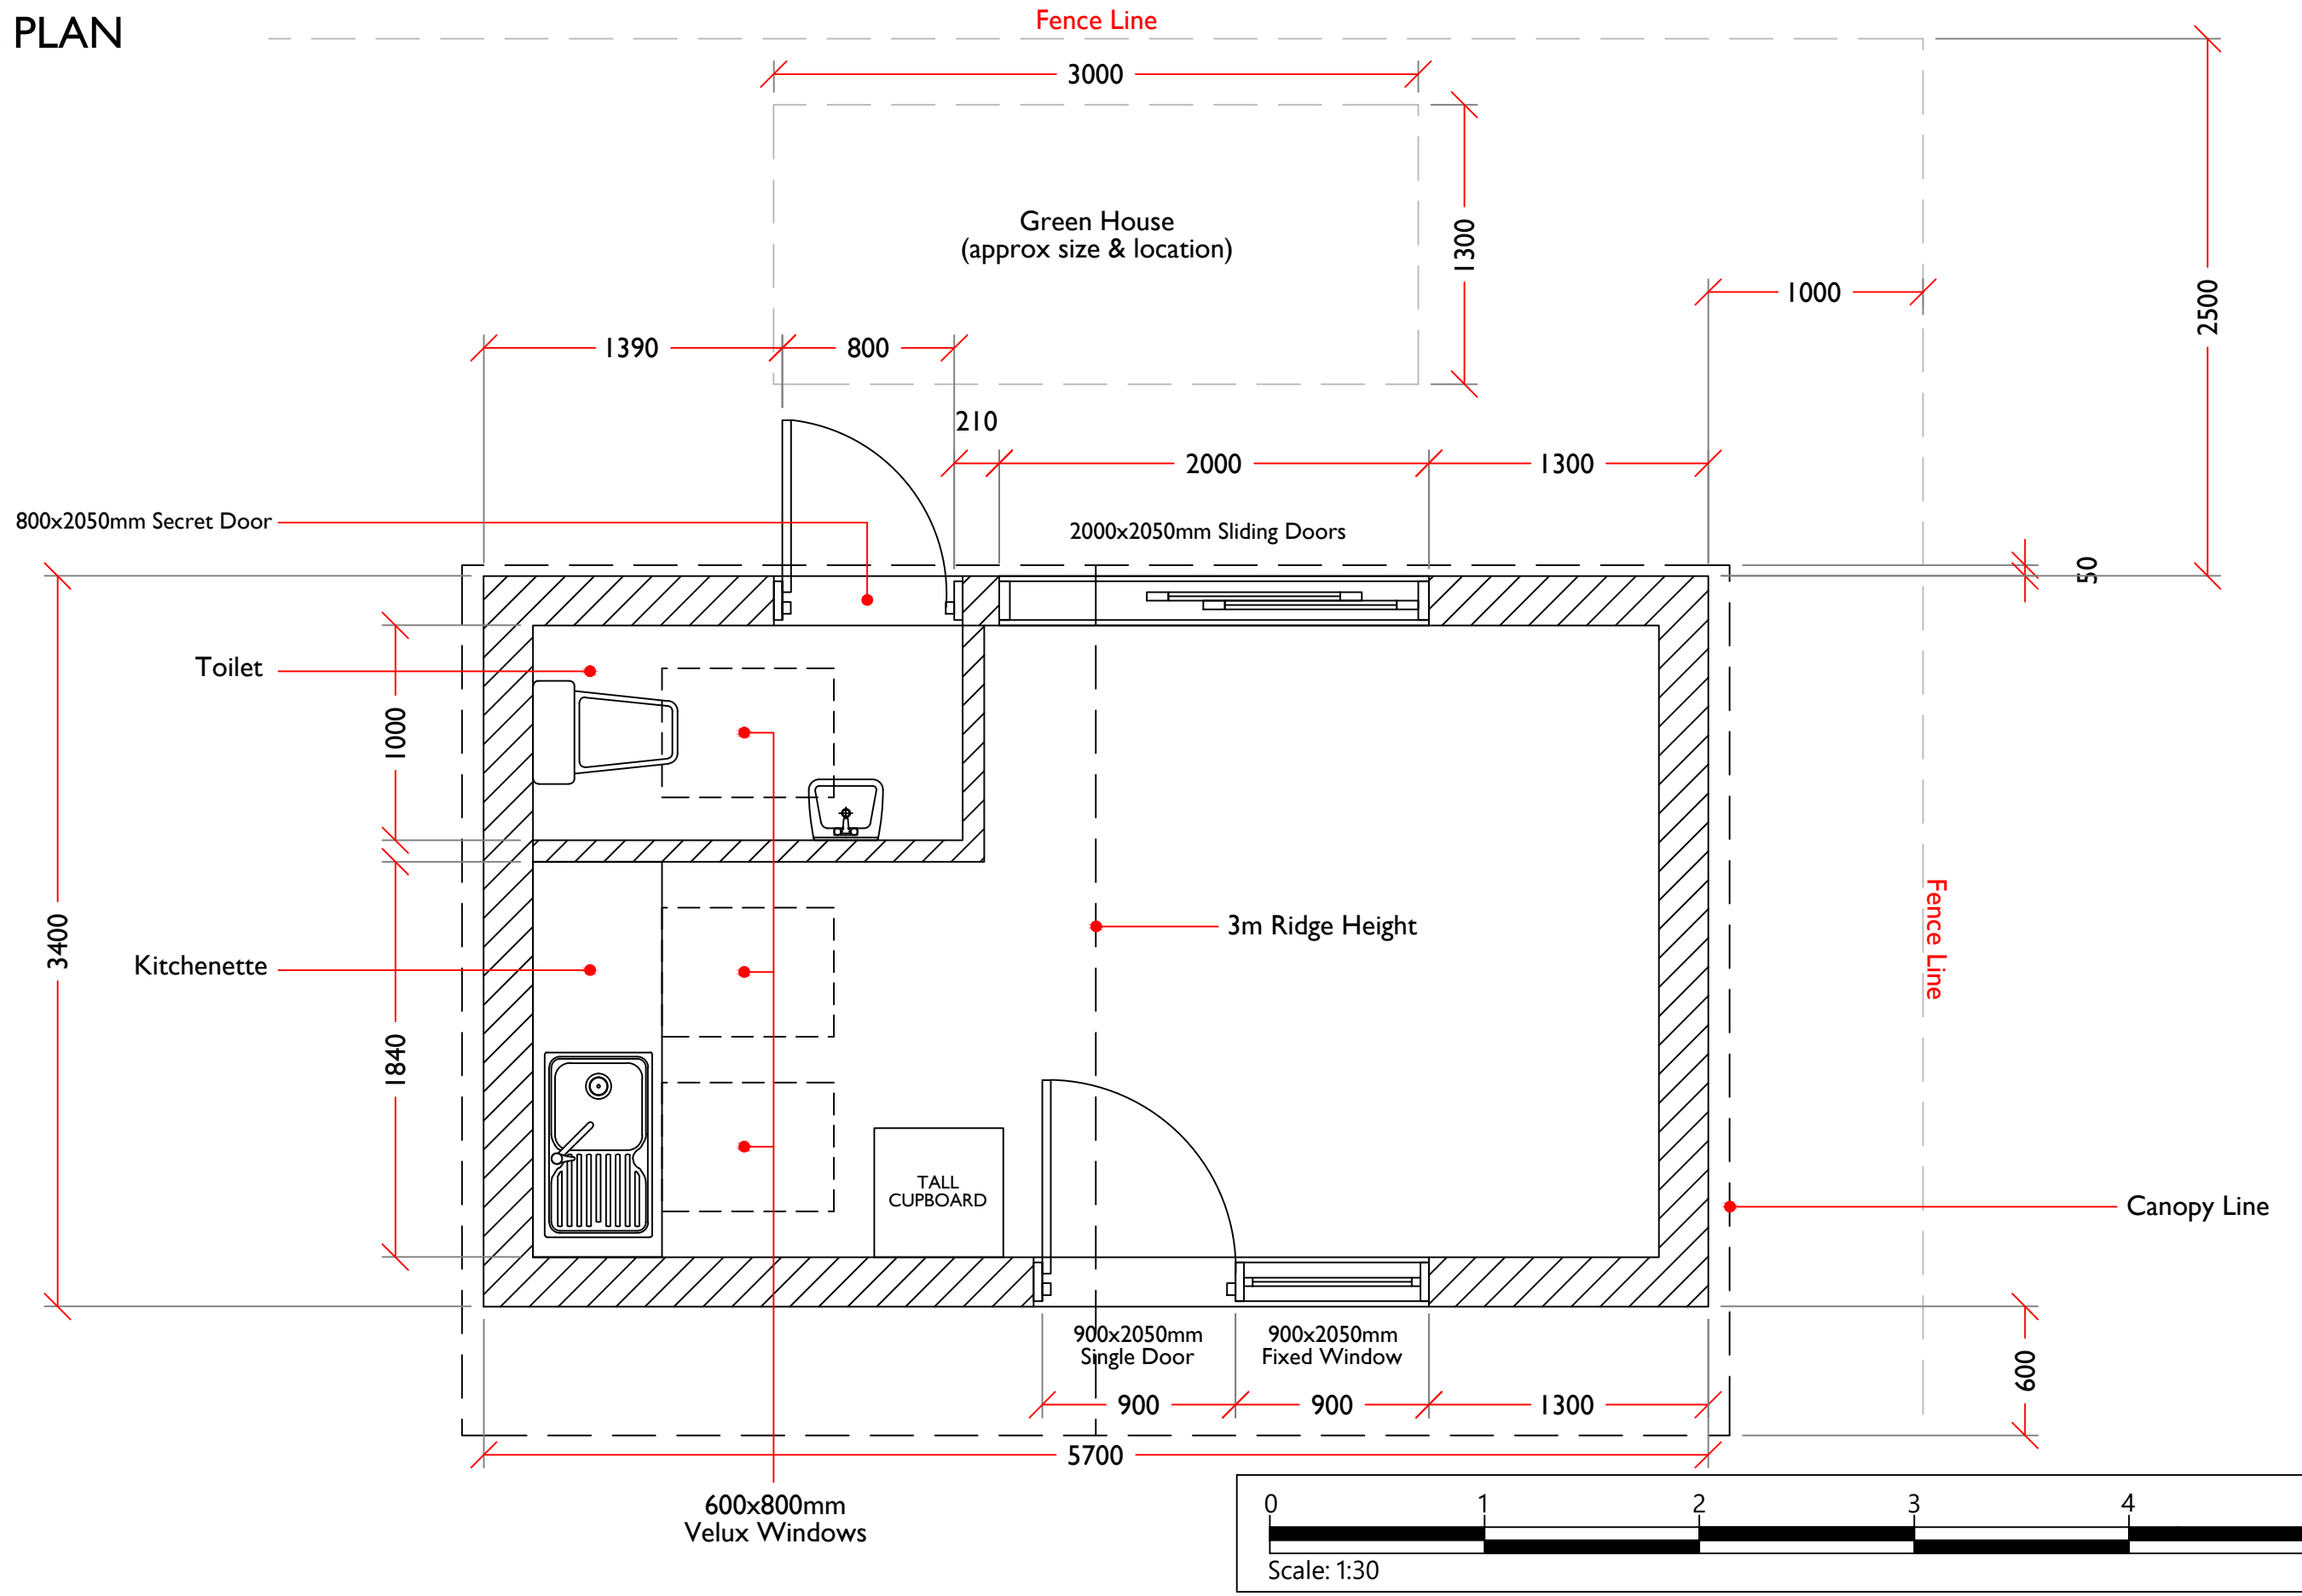 PLAN
Fence Line
3000
Green House
(approx size & location)
1300
1000
2500
1390
800
210
2000
1300
800x2050mm Secret Door
2000x2050mm Sliding Doors
50
Toilet
1000
3400
3m Ridge Height
Fence Line
Kitchenette
1840
TALL
CUPBOARD
Canopy Line
900x2050mm
Single Door
900x2050mm
Fixed Window
600
900
900
1300
5700
600x800mm
Velux Windows
0 1 2 3 4
Scale: 1:30